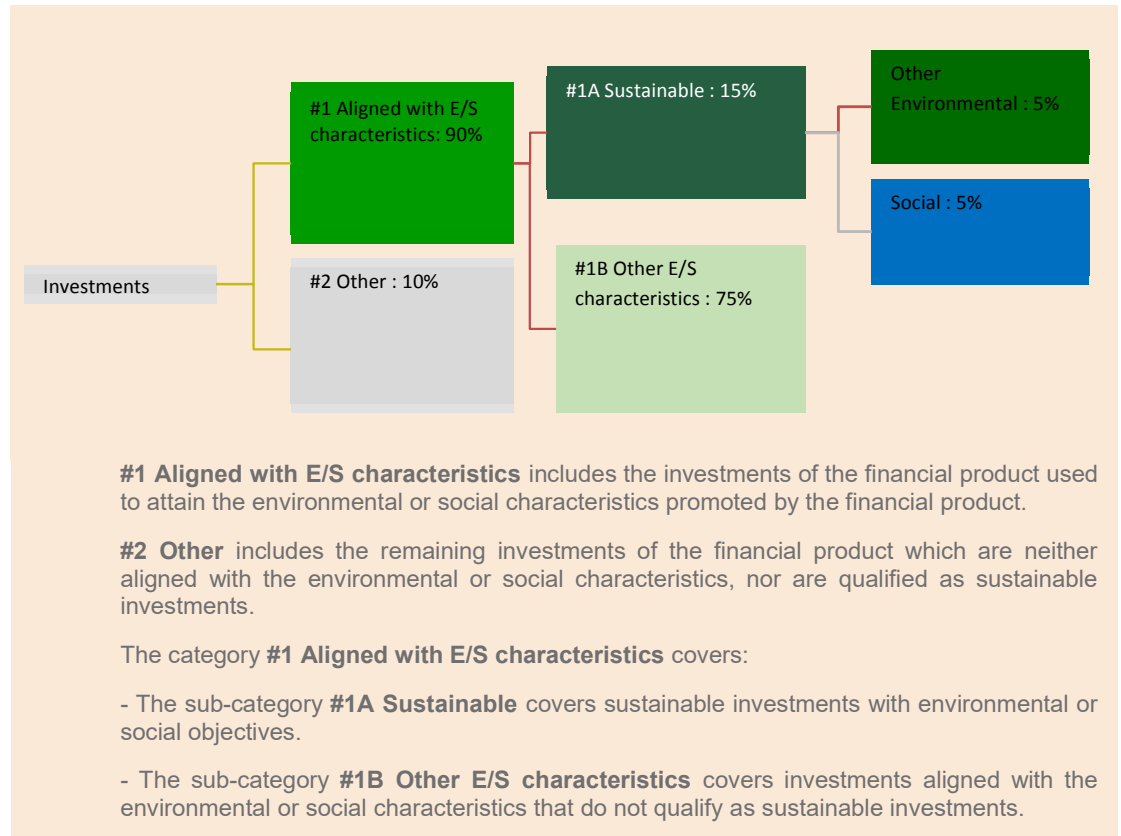 Investments
#1 Aligned with E/S
characteristics: 90%
#2 Other : 10%
#1A Sustainable : 15%
#1B Other E/S
characteristics : 75%
Other
Environmental : 5%
Social : 5%
#1 Aligned with E/S characteristics includes the investments of the financial product used
to attain the environmental or social characteristics promoted by the financial product.
#2 Other includes the remaining investments of the financial product which are neither
aligned with the environmental or social characteristics, nor are qualified as sustainable
investments.
The category #1 Aligned with E/S characteristics covers:
- The sub-category #1A Sustainable covers sustainable investments with environmental or
social objectives.
- The sub-category #1B Other E/S characteristics covers investments aligned with the
environmental or social characteristics that do not qualify as sustainable investments.